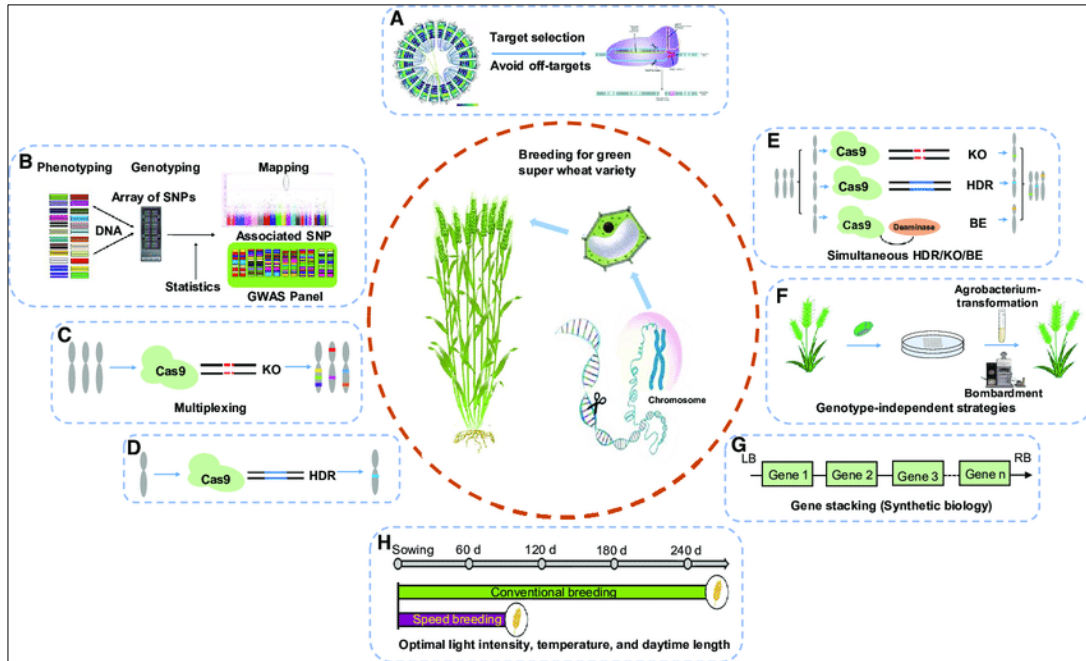 A
Target selection
Avoid off-targets
B
Phenotyping
Genotyping
Mapping
Array of SNPs
DNA
Associated SNP
Statistics
GWAS Panel
C
Cas9
KO
Multiplexing
D
Cas9
HDR
Breeding for green
super wheat variety
Chromosome
E
Cas9
KO
Cas9
HDR
Cas9
Deaminase
BE
Simultaneous HDR/KO/BE
F
Agrobacterium-
transformation
Bombardment
Genotype-independent strategies
G
LB
Gene 1
Gene 2
Gene 3
Gene n
RB
Gene stacking (Synthetic biology)
H
Sowing
60 d
120 d
180 d
240 d
Conventional breeding
Speed breeding
Optimal light intensity, temperature, and daytime length